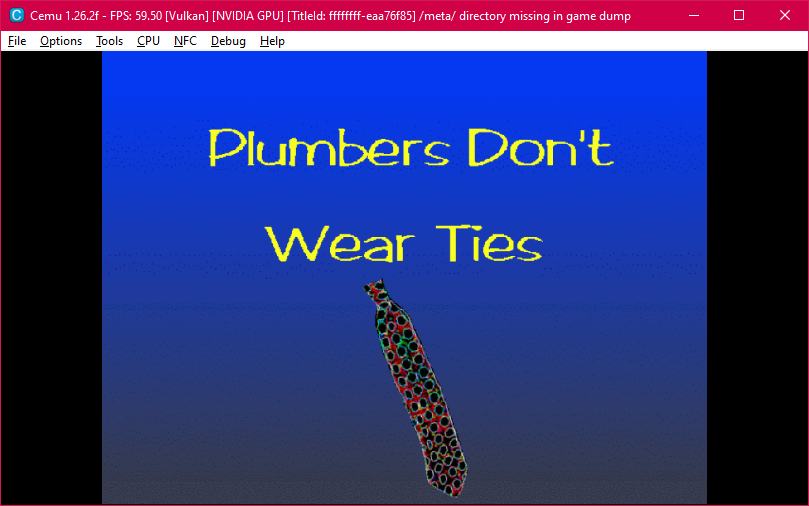 Cemu 1.26.2f - FPS: 59.50 [Vulkan] [NVIDIA GPU] [TitleId: ffffffff-eaa76f85] /meta/ directory missing in game dump
File Options Tools CPU NFC Debug Help
Plumbers Don't
Wear Ties